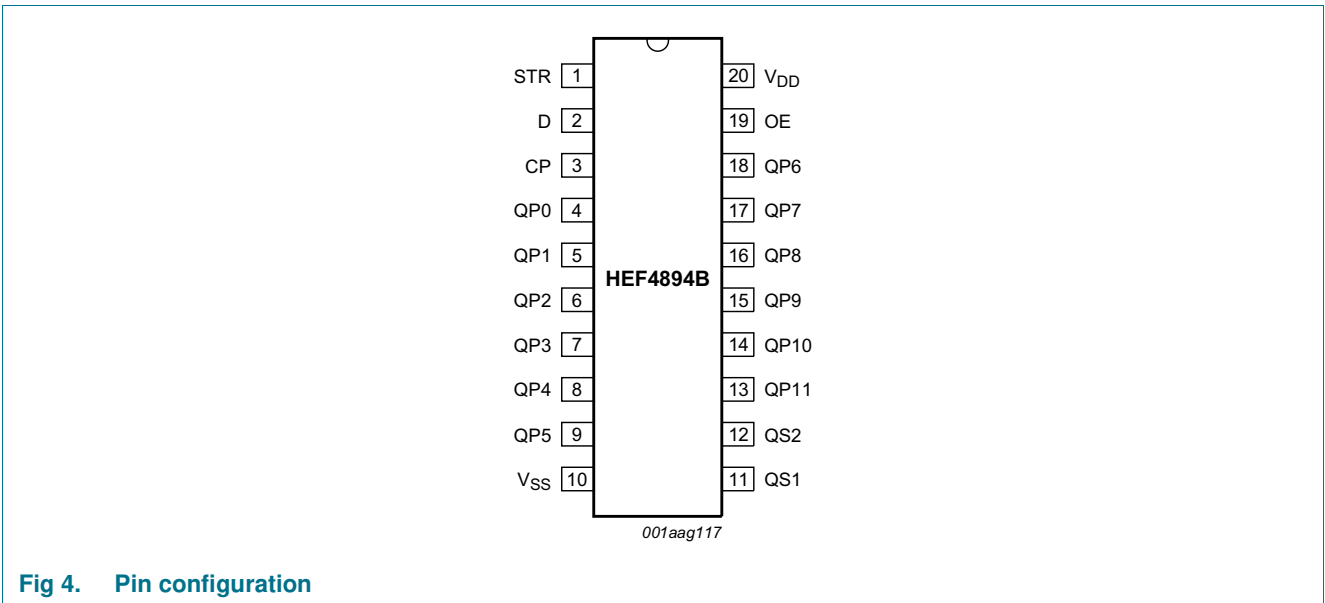 STR 1 20 VDD
D 2 19 OE
CP 3 18 QP6
QP0 4 17 QP7
QP1 5 16 QP8
HEF4894B
QP2 6 15 QP9
QP3 7 14 QP10
QP4 8 13 QP11
QP5 9 12 QS2
VSS 10 11 QS1
001aag117
Fig 4. Pin configuration